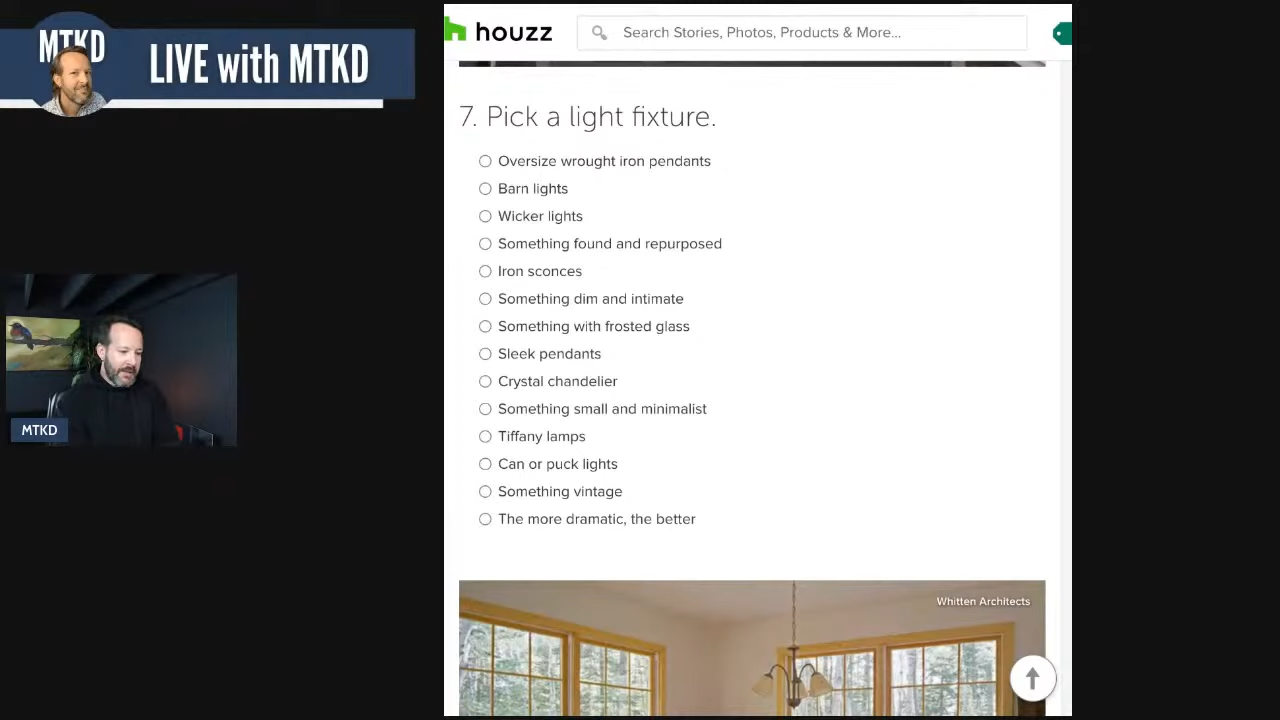 MTKD
LIVE with MTKD
houzz
Search Stories, Photos, Products & More...
7. Pick a light fixture.
Oversize wrought iron pendants
Barn lights
Wicker lights
Something found and repurposed
Iron sconces
Something dim and intimate
Something with frosted glass
Sleek pendants
Crystal chandelier
Something small and minimalist
Tiffany lamps
Can or puck lights
Something vintage
The more dramatic, the better
MTKD
Whitten Architects